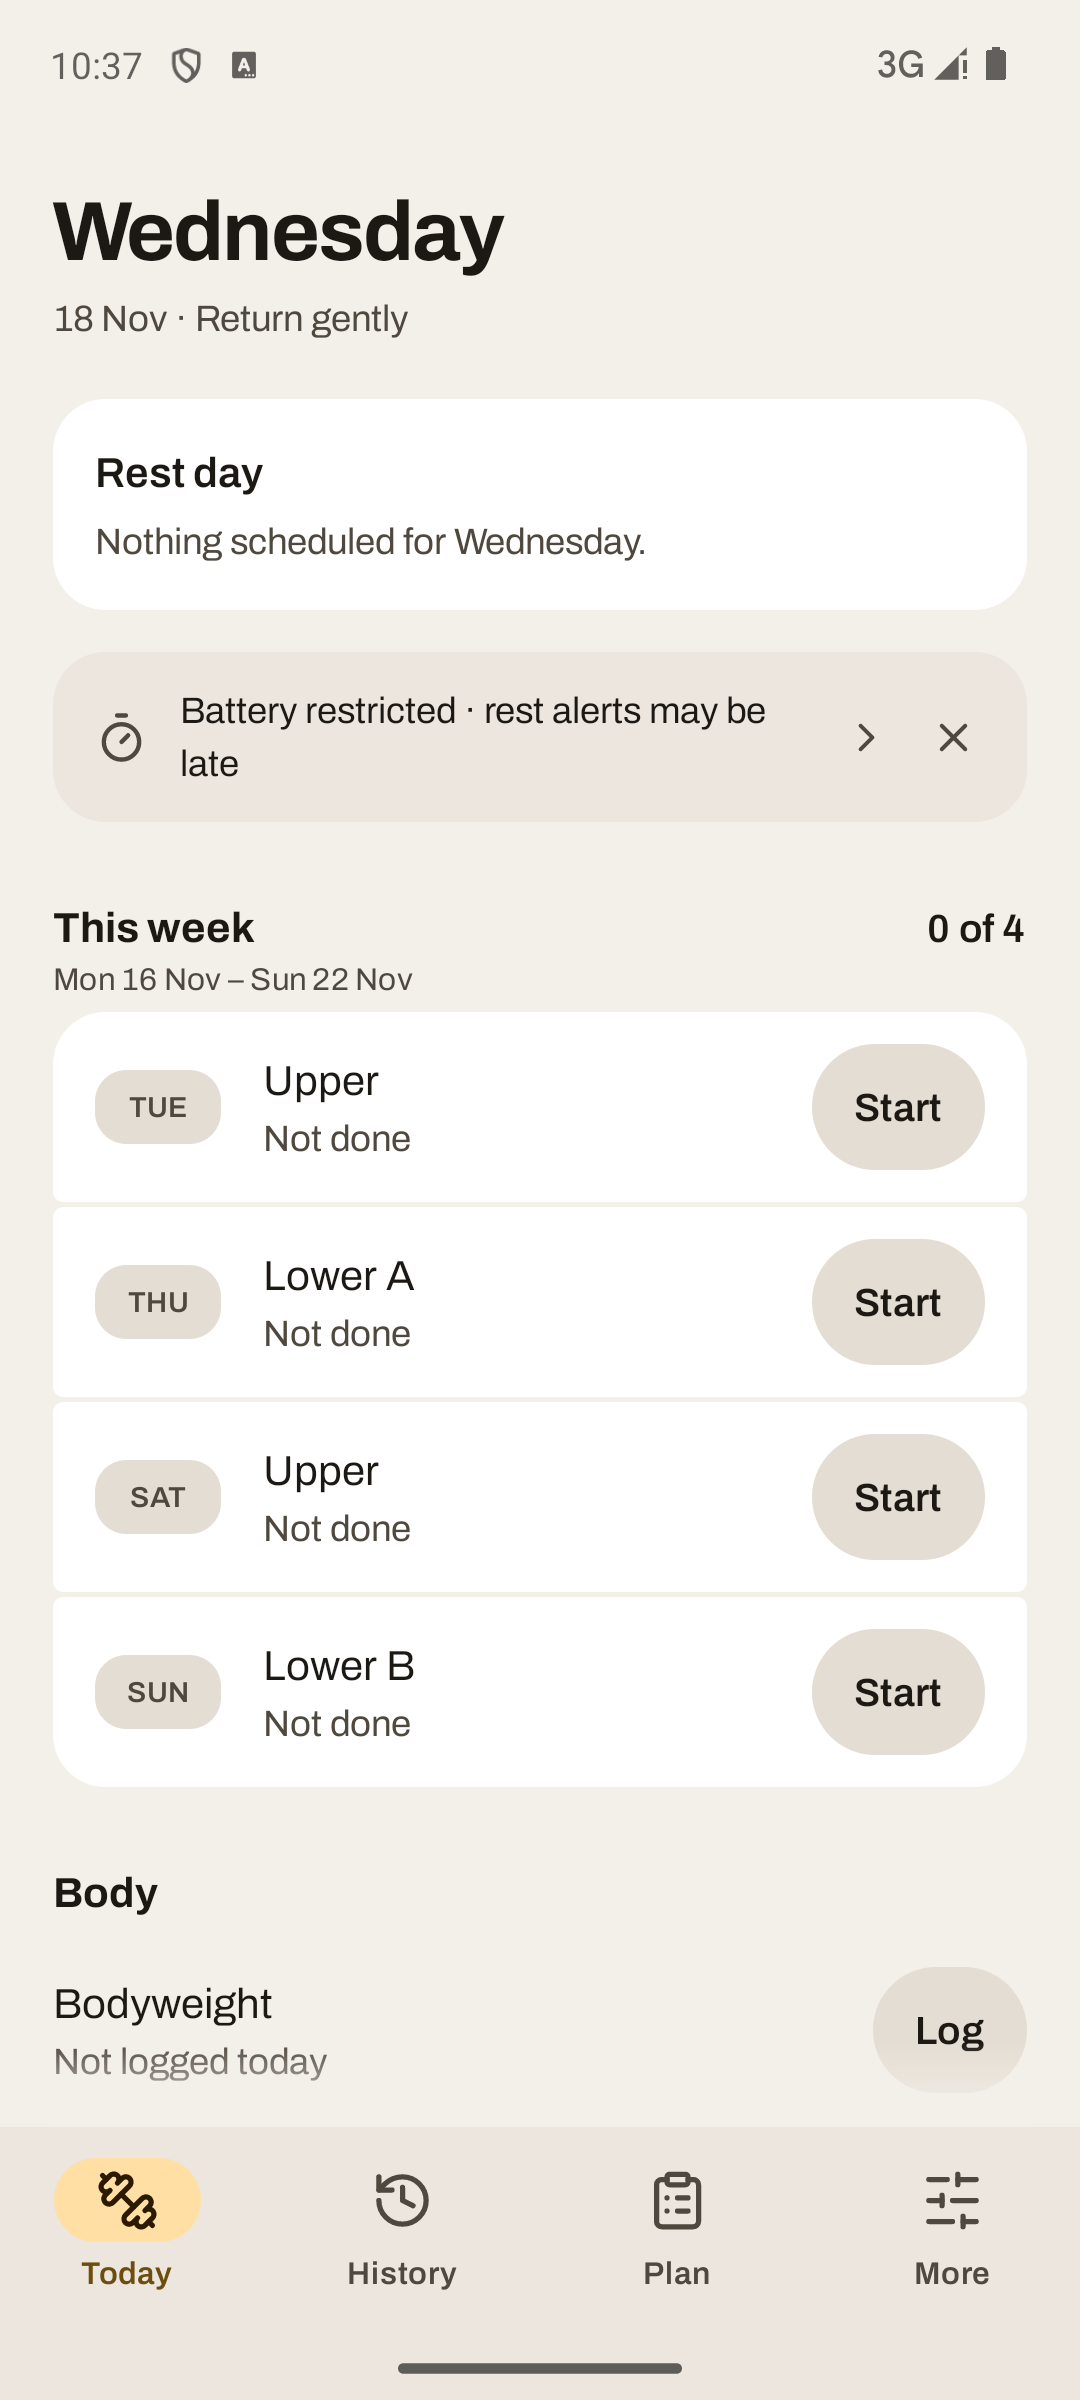 10:37
3G
Wednesday
18 Nov · Return gently
Rest day
Nothing scheduled for Wednesday.
Battery restricted · rest alerts may be
late
This week
0 of 4
Mon 16 Nov – Sun 22 Nov
TUE
Upper
Not done
Start
THU
Lower A
Not done
Start
SAT
Upper
Not done
Start
SUN
Lower B
Not done
Start
Body
Bodyweight
Not logged today
Log
Today
History
Plan
More